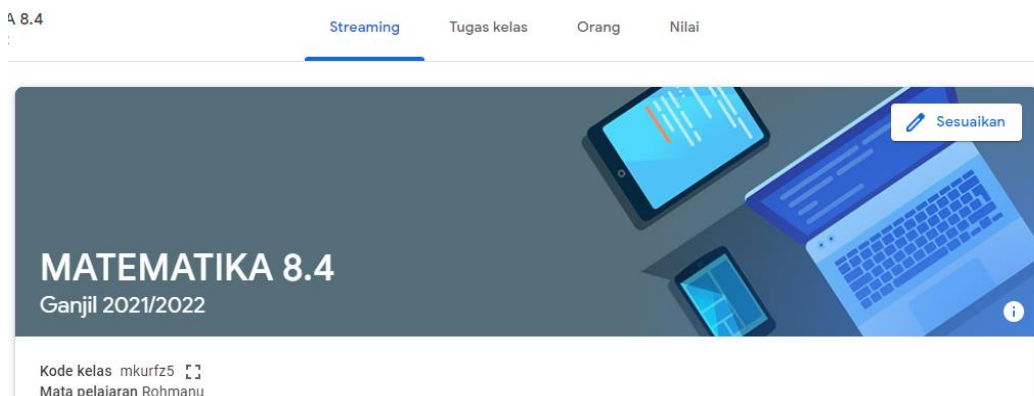 A 8.4
Streaming Tugas kelas Orang Nilai
Sesuaikan
MATEMATIKA 8.4
Ganjil 2021/2022
Kode kelas mkurfz5
Mata pelajaran Rohmanu